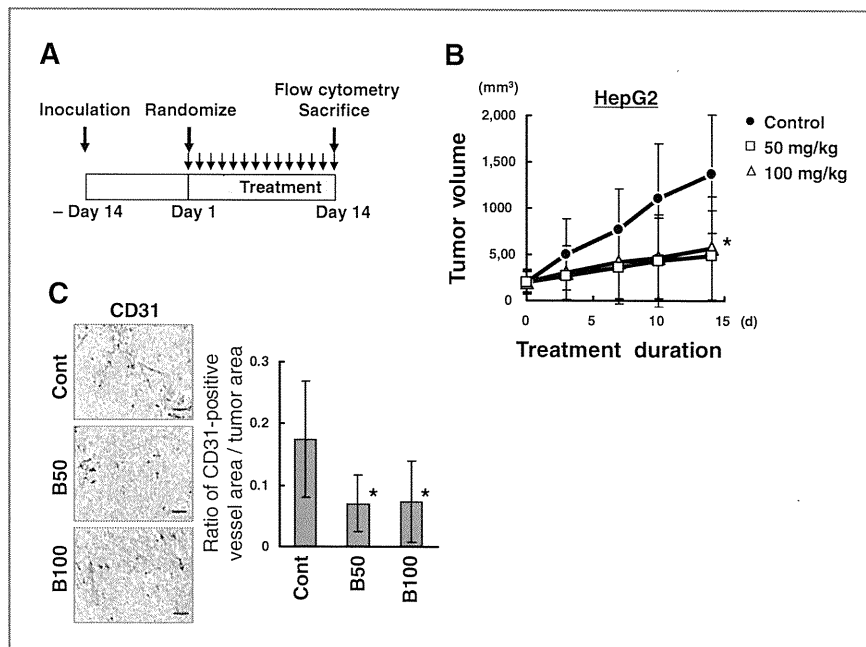 A
Flow cytometry
Inoculation Randomize Sacrifice
Treatment
– Day 14 Day 1 Day 14
B
(mm³)
HepG2
2,000
1,500
1000
5,00
0
Tumor volume
0 5 10 15 (d)
Treatment duration
Control
50 mg/kg
100 mg/kg
*
C
CD31
Cont
B50
B100
Ratio of CD31-positive
vessel area / tumor area
0.3
0.2
0.1
0
* *
Cont
B50
B100